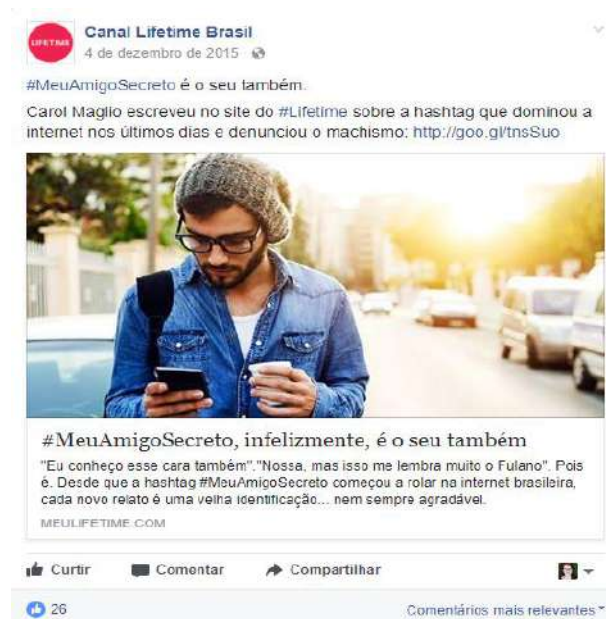 LIFETIME
Canal Lifetime Brasil
4 de dezembro de 2015
#MeuAmigoSecreto é o seu também.
Carol Maglio escreveu no site do #Lifetime sobre a hashtag que dominou a
internet nos últimos dias e denunciou o machismo: http://goo.gl/tnsSuo
#MeuAmigoSecreto, infelizmente, é o seu também
"Eu conheço esse cara também"."Nossa, mas isso me lembra muito o Fulano". Pois
é. Desde que a hashtag #MeuAmigoSecreto começou a rolar na internet brasileira,
cada novo relato é uma velha identificação... nem sempre agradável.
MEULIFETIME.COM
Curtir Comentar Compartilhar
26 Comentários mais relevantes